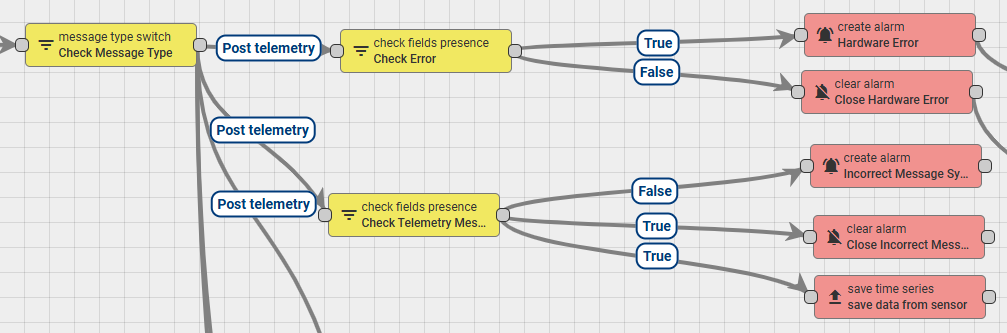 message type switch
Check Message Type
Post telemetry
check fields presence
Check Error
True
False
create alarm
Hardware Error
clear alarm
Close Hardware Error
Post telemetry
Post telemetry
check fields presence
Check Telemetry Mes...
False
True
True
create alarm
Incorrect Message Sy...
clear alarm
Close Incorrect Mess...
save time series
save data from sensor